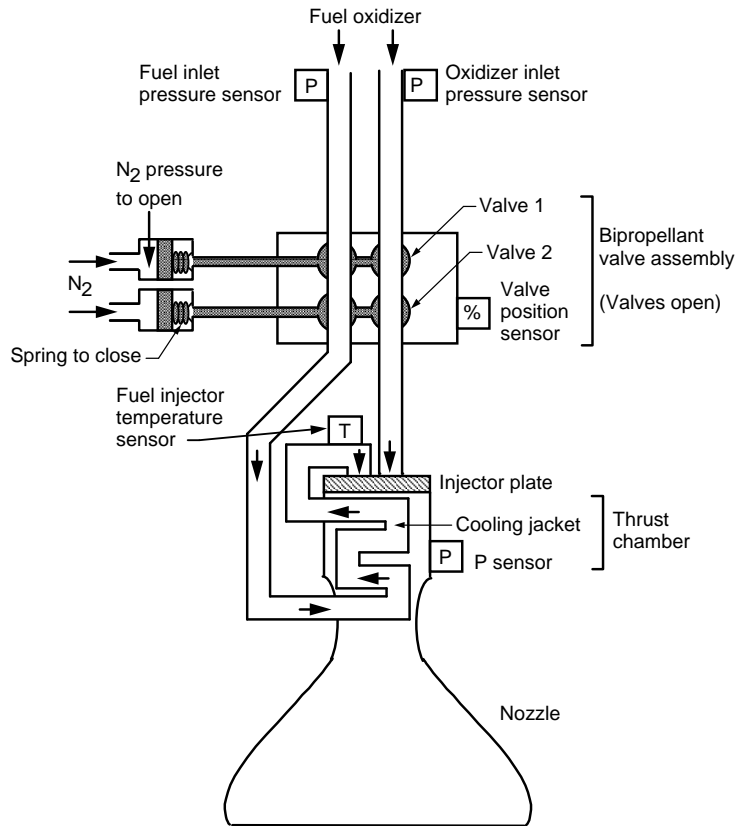 Fuel oxidizer
Fuel inlet
pressure sensor
P
P
Oxidizer inlet
pressure sensor
N2 pressure
to open
N2
Spring to close
Valve 1
Valve 2
Valve
position
sensor
%
Bipropellant
valve assembly
(Valves open)
Fuel injector
temperature
sensor
T
Injector plate
Cooling jacket
P
P sensor
Thrust
chamber
Nozzle